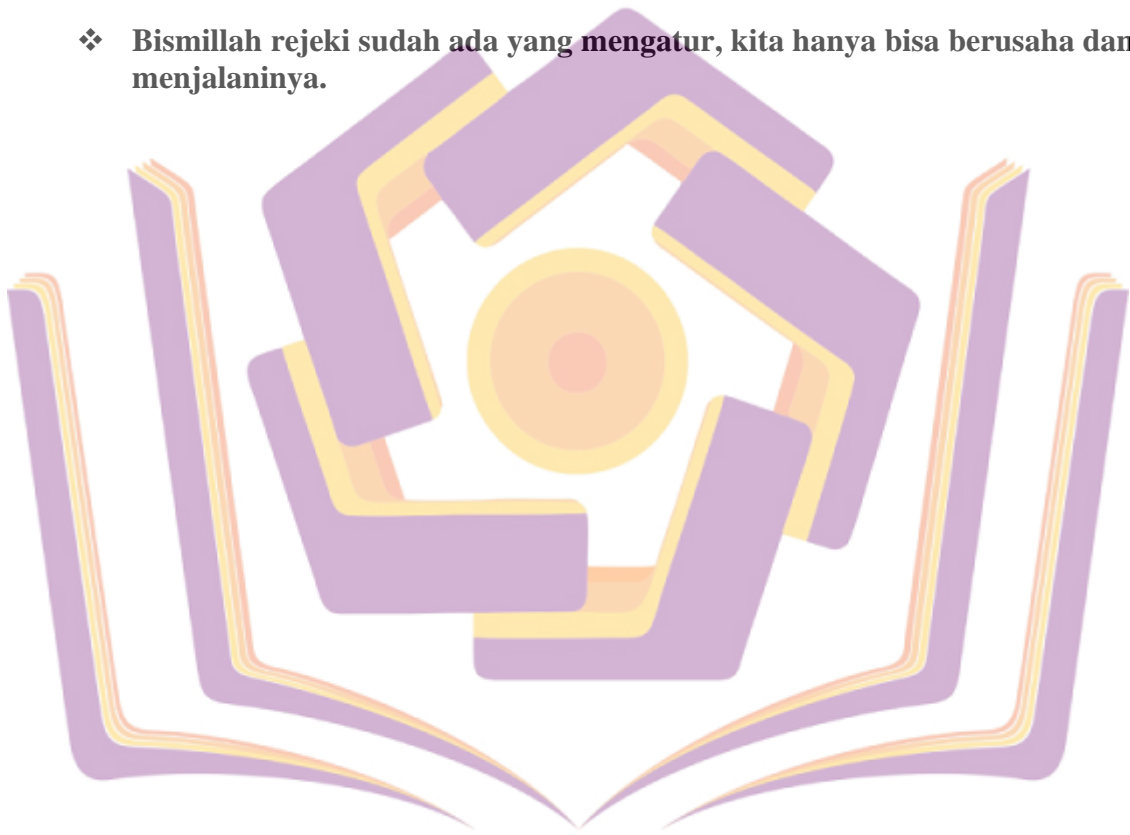 ❖ Bismillah rejeki sudah ada yang mengatur, kita hanya bisa berusaha dan
menjalaninya.